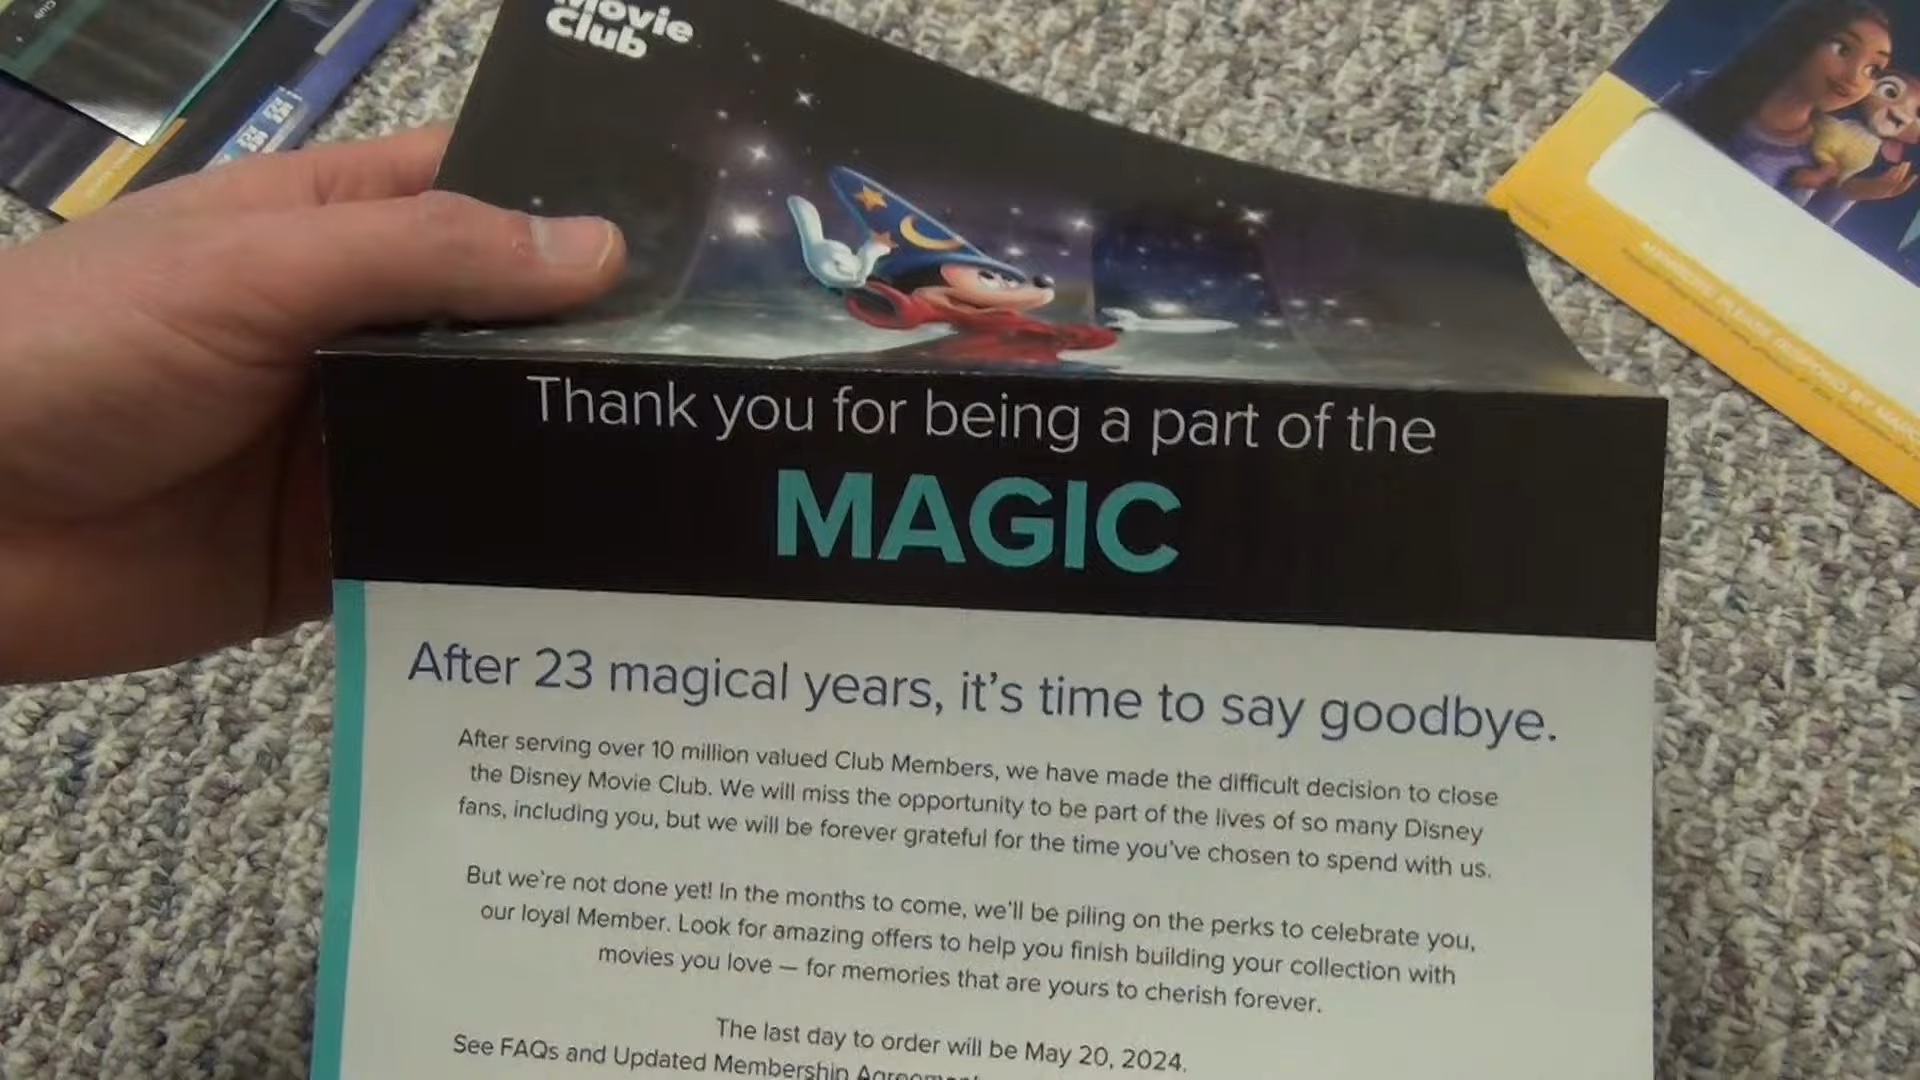 Movie
Club
Thank you for being a part of the
MAGIC
After 23 magical years, it's time to say goodbye.
After serving over 10 million valued Club Members, we have made the difficult decision to close
the Disney Movie Club. We will miss the opportunity to be part of the lives of so many Disney
fans, including you, but we will be forever grateful for the time you've chosen to spend with us.
But we're not done yet! In the months to come, we'll be piling on the perks to celebrate you,
our loyal Member. Look for amazing offers to help you finish building your collection with
movies you love — for memories that are yours to cherish forever.
The last day to order will be May 20, 2024.
See FAQs and Updated Membership
PLEASE RESPOND BY